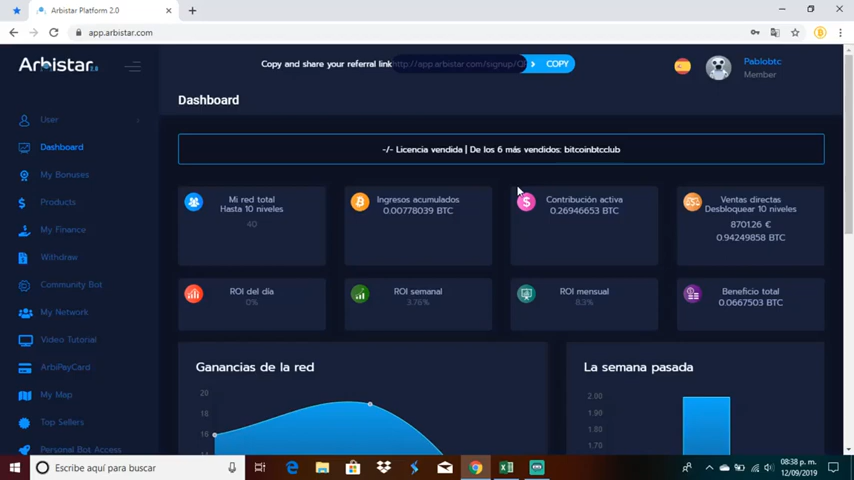 Arbistar Platform 2.0
app.arbistar.com
Arbistar 2.0
Copy and share your referral link
http://app.arbistar.com/signup/
COPY
Pablobtc
Member
User
Dashboard
My Bonuses
Products
My Finance
Withdraw
Community Bot
My Network
Video Tutorial
ArbiPayCard
My Map
Top Sellers
Personal Bot Access
Dashboard
-/- Licencia vendida | De los 6 más vendidos: bitcoinbtcclub
Mi red total
Hasta 10 niveles
40
Ingresos acumulados
0.00778039 BTC
Contribución activa
0.26946653 BTC
Ventas directas
Desbloquear 10 niveles
8701.26 €
0.94249858 BTC
ROI del día
0%
ROI semanal
3.76%
ROI mensual
8.3%
Beneficio total
0.0667503 BTC
Ganancias de la red
20
18
16
La semana pasada
2.00
1.90
1.80
1.70
Escribe aquí para buscar
08:38 p. m.
12/09/2019